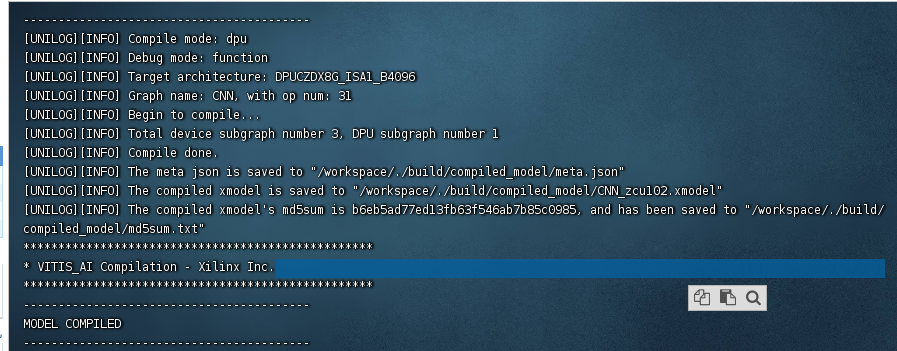 -----------------------------------------
[UNILOG][INFO] Compile mode: dpu
[UNILOG][INFO] Debug mode: function
[UNILOG][INFO] Target architecture: DPUCZDX8G_ISA1_B4096
[UNILOG][INFO] Graph name: CNN, with op num: 31
[UNILOG][INFO] Begin to compile...
[UNILOG][INFO] Total device subgraph number 3, DPU subgraph number 1
[UNILOG][INFO] Compile done.
[UNILOG][INFO] The meta json is saved to "/workspace/./build/compiled_model/meta.json"
[UNILOG][INFO] The compiled xmodel is saved to "/workspace/./build/compiled_model/CNN_zcu102.xmodel"
[UNILOG][INFO] The compiled xmodel's md5sum is b6eb5ad77ed13fb63f546ab7b85c0985, and has been saved to "/workspace/./build/
compiled_model/md5sum.txt"
**************************************************
* VITIS_AI Compilation - Xilinx Inc.
**************************************************
-----------------------------------------
MODEL COMPILED
-----------------------------------------